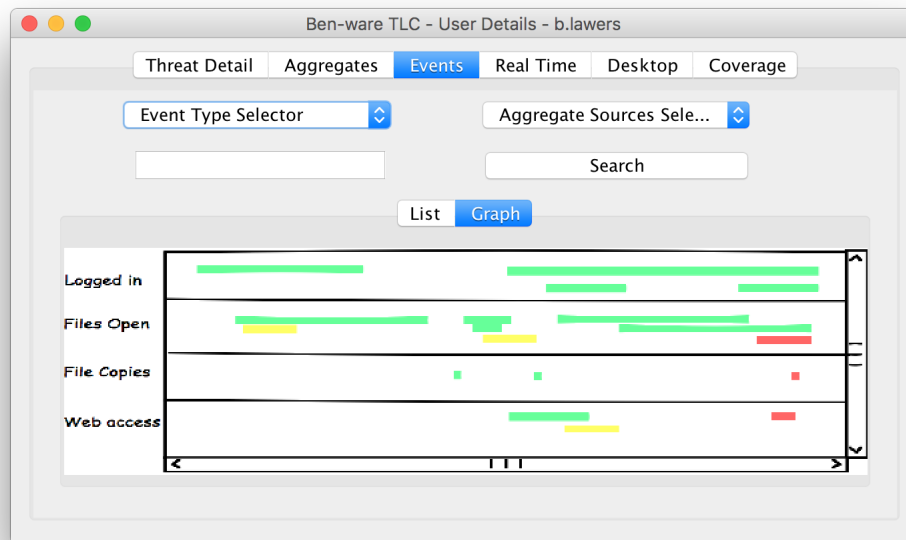 Ben-ware TLC - User Details - b.lawers
Threat Detail Aggregates Events Real Time Desktop Coverage
Event Type Selector Aggregate Sources Sele...
Search
List Graph
Logged in
Files Open
File Copies
Web access